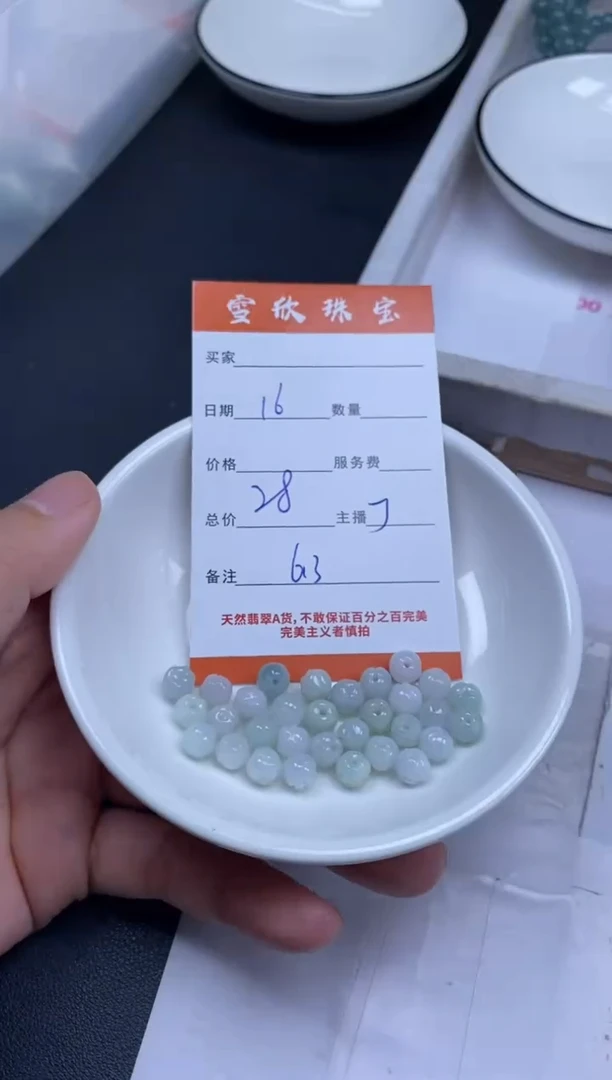 雪欣珠宝
买家
日期 16 数量
价格 服务费
总价 28 主播
备注
天然翡翠A货，不敢保证百分之百完美
完美主义者慎拍